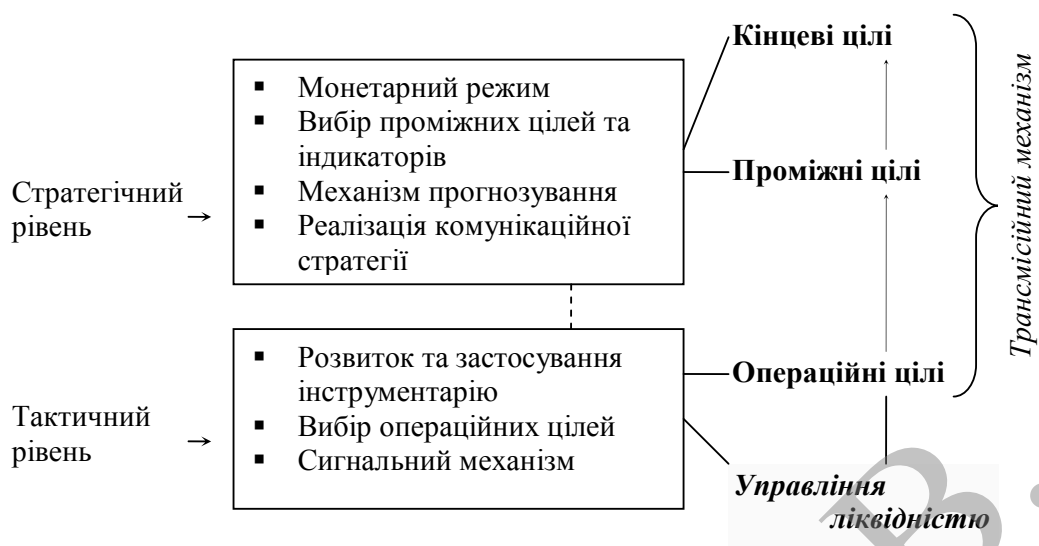 Стратегічний
рівень
▪ Монетарний режим
▪ Вибір проміжних цілей та
індикаторів
▪ Механізм прогнозування
▪ Реалізація комунікаційної
стратегії
Кінцеві цілі
Проміжні цілі
Тактичний
рівень
▪ Розвиток та застосування
інструментарію
▪ Вибір операційних цілей
▪ Сигнальний механізм
Операційні цілі
Управління
ліквідністю
Трансмісійний механізм
В.